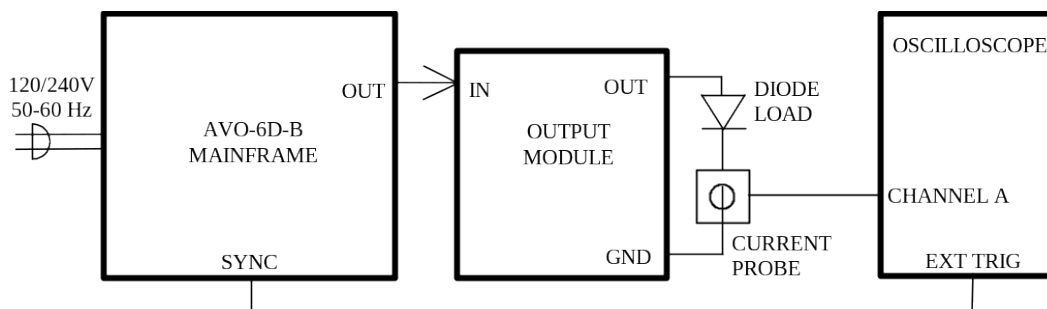 120/240V
50-60 Hz
AVO-6D-B
MAINFRAME
OUT
SYNC
IN
OUTPUT
MODULE
OUT
GND
DIODE
LOAD
CURRENT
PROBE
OSCILLOSCOPE
CHANNEL A
EXT TRIG